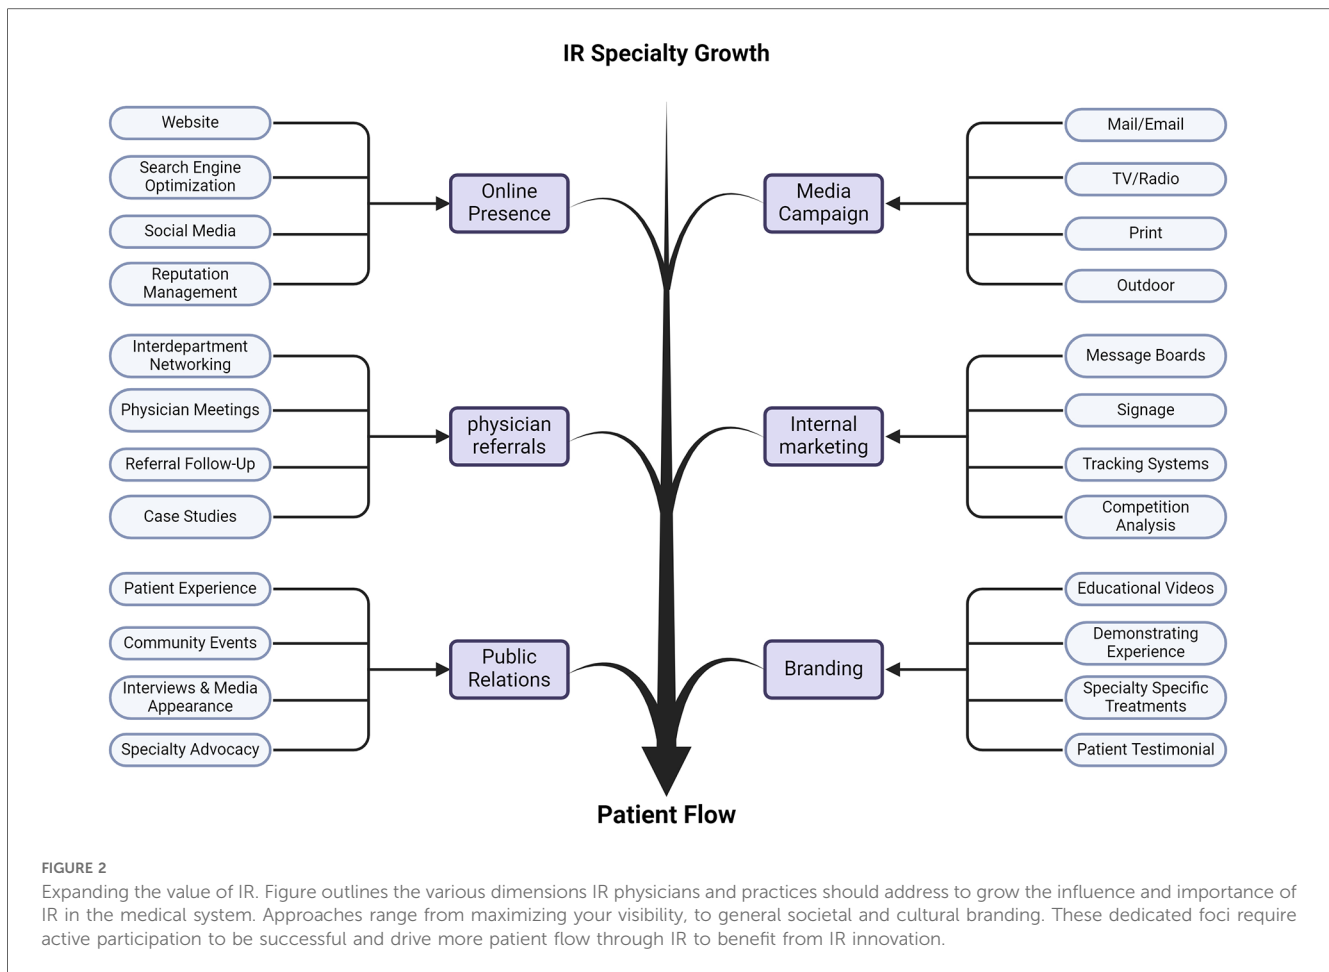 IR Specialty Growth
Website
Search Engine
Optimization
Social Media
Reputation
Management
Online
Presence
Media
Campaign
Mail/Email
TV/Radio
Print
Outdoor
Interdepartment
Networking
Physician Meetings
Referral Follow-Up
Case Studies
physician
referrals
Internal
marketing
Message Boards
Signage
Tracking Systems
Competition
Analysis
Patient Experience
Community Events
Interviews & Media
Appearance
Specialty Advocacy
Public
Relations
Branding
Educational Videos
Demonstrating
Experience
Specialty Specific
Treatments
Patient Testimonial
Patient Flow
FIGURE 2
Expanding the value of IR. Figure outlines the various dimensions IR physicians and practices should address to grow the influence and importance of
IR in the medical system. Approaches range from maximizing your visibility, to general societal and cultural branding. These dedicated foci require
active participation to be successful and drive more patient flow through IR to benefit from IR innovation.